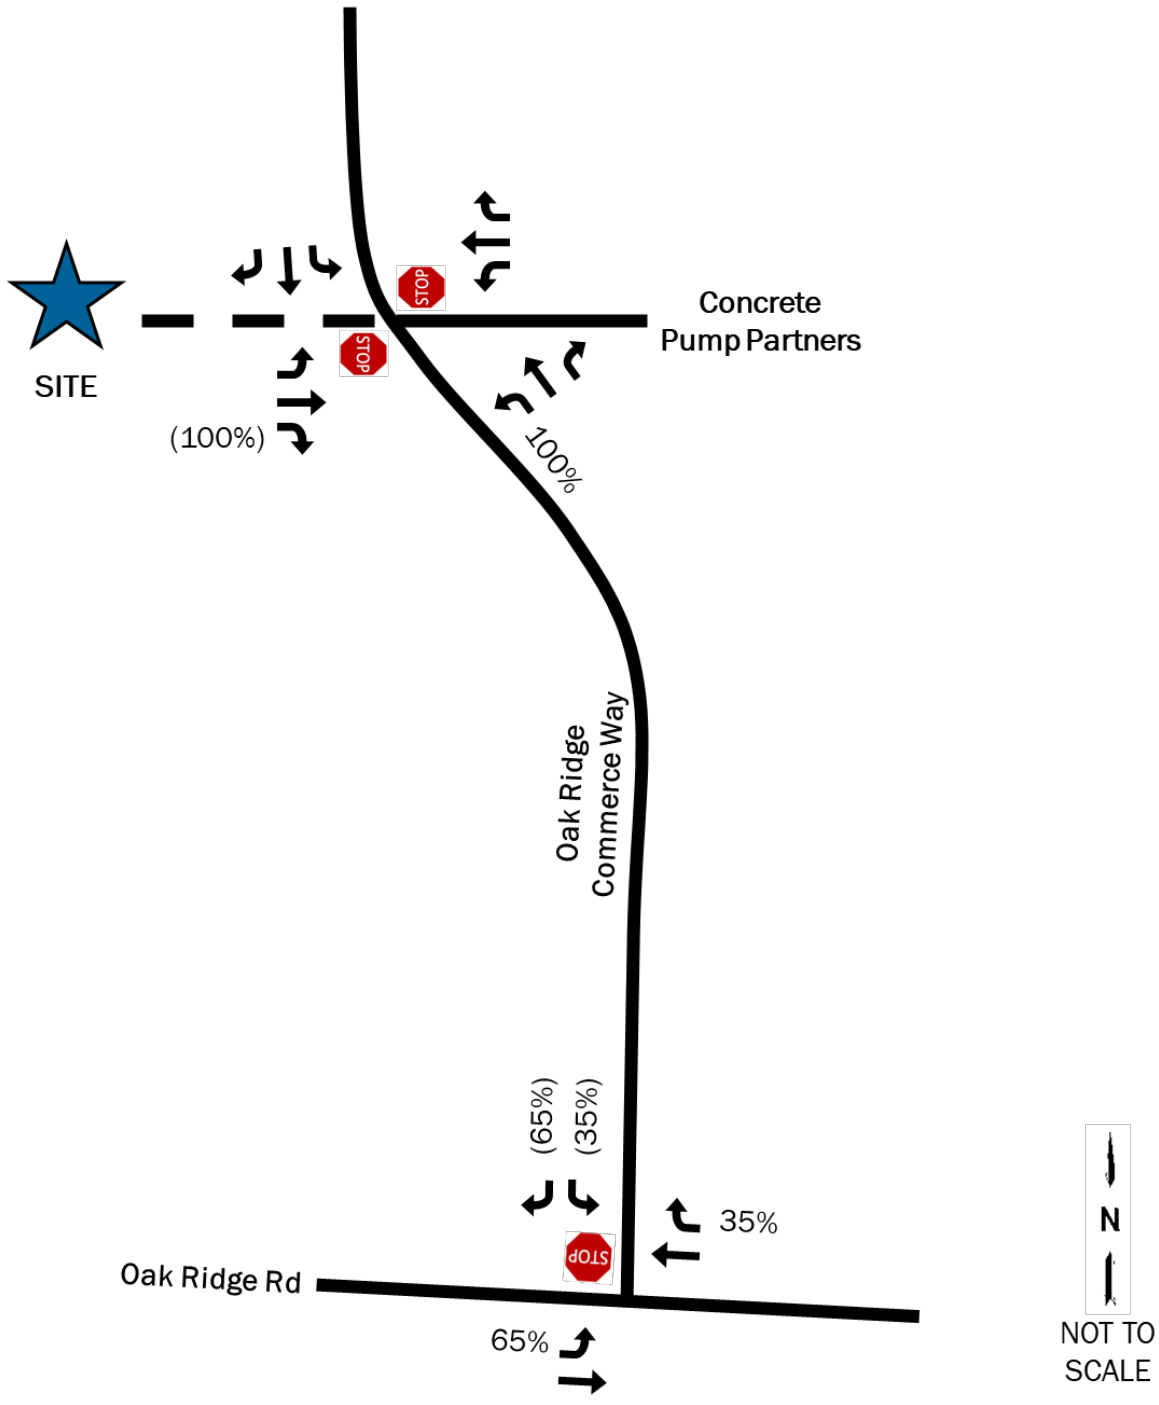 STOP
Concrete
Pump Partners
STOP
SITE
(100%)
100%
Oak Ridge
Commerce Way
(65%)
(35%)
35%
N
STOP
Oak Ridge Rd
65%
NOT TO
SCALE